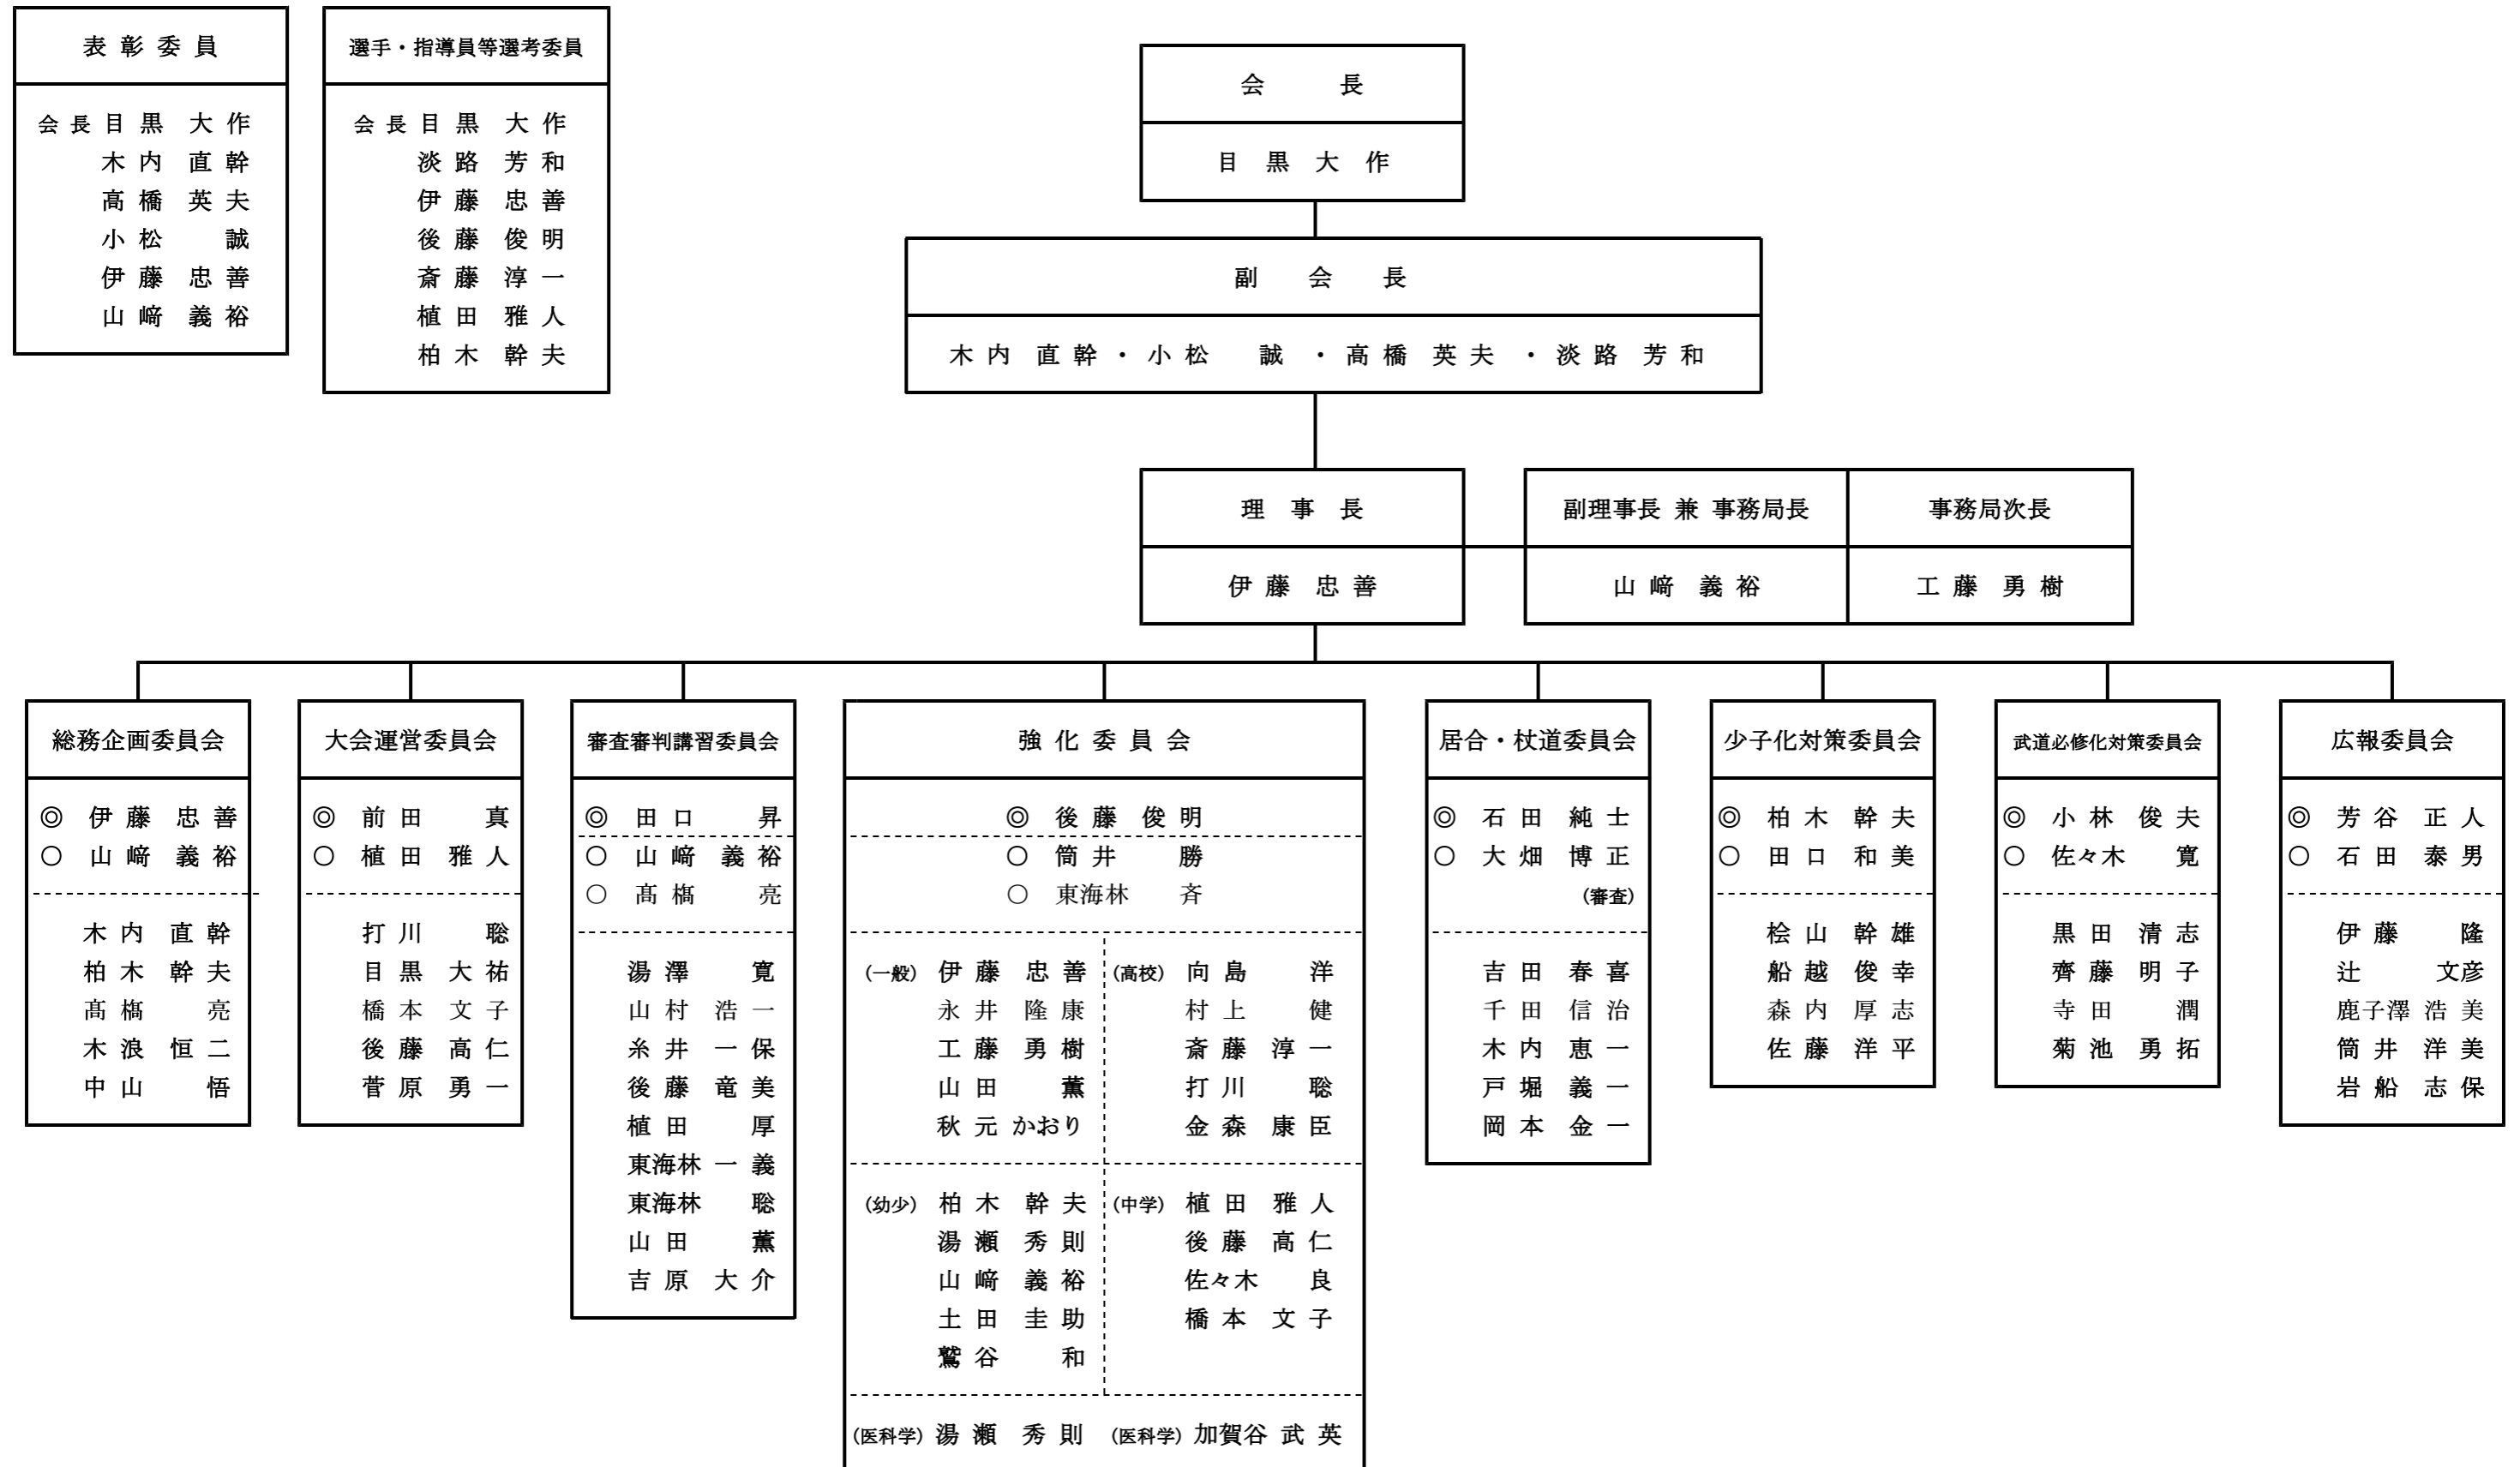 表彰委員
会長 目黒 大作
木内 直幹
高橋 英夫
小松 誠
伊藤 忠善
山﨑 義裕
選手・指導員等選考委員
会長 目黒 大作
淡路 芳和
伊藤 忠善
後藤 俊明
斎藤 淳一
植田 雅人
柏木 幹夫
会長
目黒 大作
副会長
木内 直幹・小松 誠・高橋 英夫・淡路 芳和
理事長
伊藤 忠善
副理事長 兼 事務局長
山﨑 義裕
事務局次長
工藤 勇樹
総務企画委員会
◎ 伊藤 忠善
○ 山﨑 義裕
木内 直幹
柏木 幹夫
髙橋 亮
木浪 恒二
中山 悟
大会運営委員会
◎ 前田 真
○ 植田 雅人
打川 聡
目黒 大祐
橋本 文子
後藤 高仁
菅原 勇一
審査審判講習委員会
◎ 田口 昇
○ 山﨑 義裕
○ 髙橋 亮
湯澤 寛
山村 浩一
糸井 一保
後藤 竜美
植田 厚
東海林 一義
東海林 聡
山田 薫
吉原 大介
強化委員会
◎ 後藤 俊明
○ 筒井 勝
○ 東海林 斉
(一般) 伊藤 忠善
永井 隆康
工藤 勇樹
山田 薫
秋元 かおり
(高校) 向島 洋
村上 健
斎藤 淳一
打川 聡
金森 康臣
(幼少) 柏木 幹夫
湯瀬 秀則
山﨑 義裕
土田 圭助
鷲谷 和
(中学) 植田 雅人
後藤 高仁
佐々木 良
橋本 文子
(医科学) 湯瀬 秀則
(医科学) 加賀谷 武英
居合・杖道委員会
◎ 石田 純士
○ 大畑 博正
(審査)
吉田 春喜
千田 信治
木内 恵一
戸堀 義一
岡本 金一
少子化対策委員会
◎ 柏木 幹夫
○ 田口 和美
桧山 幹雄
船越 俊幸
森内 厚志
佐藤 洋平
武道必修化対策委員会
◎ 小林 俊夫
○ 佐々木 寛
黒田 清志
齊藤 明子
寺田 潤
菊池 勇拓
広報委員会
◎ 芳谷 正人
○ 石田 泰男
伊藤 隆
辻 文彦
鹿子澤 浩美
筒井 洋美
岩船 志保